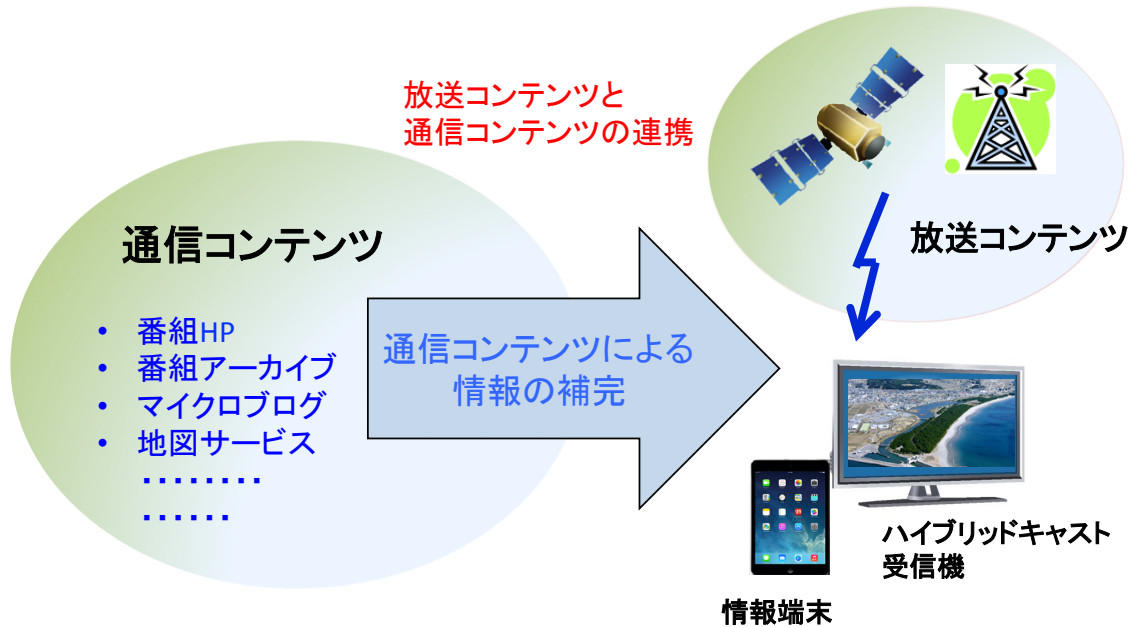 放送コンテンツと
通信コンテンツの連携
通信コンテンツ
• 番組HP
• 番組アーカイブ
• マイクロブログ
• 地図サービス
・・・・・・・・
・・・・・・
通信コンテンツによる
情報の補完
放送コンテンツ
ハイブリッドキャスト
受信機
情報端末